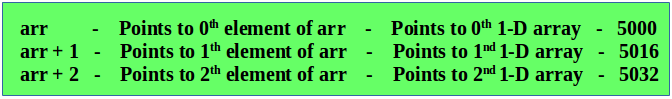 arr - Points to 0th element of arr - Points to 0th 1-D array - 5000
arr + 1 - Points to 1th element of arr - Points to 1nd 1-D array - 5016
arr + 2 - Points to 2th element of arr - Points to 2nd 1-D array - 5032